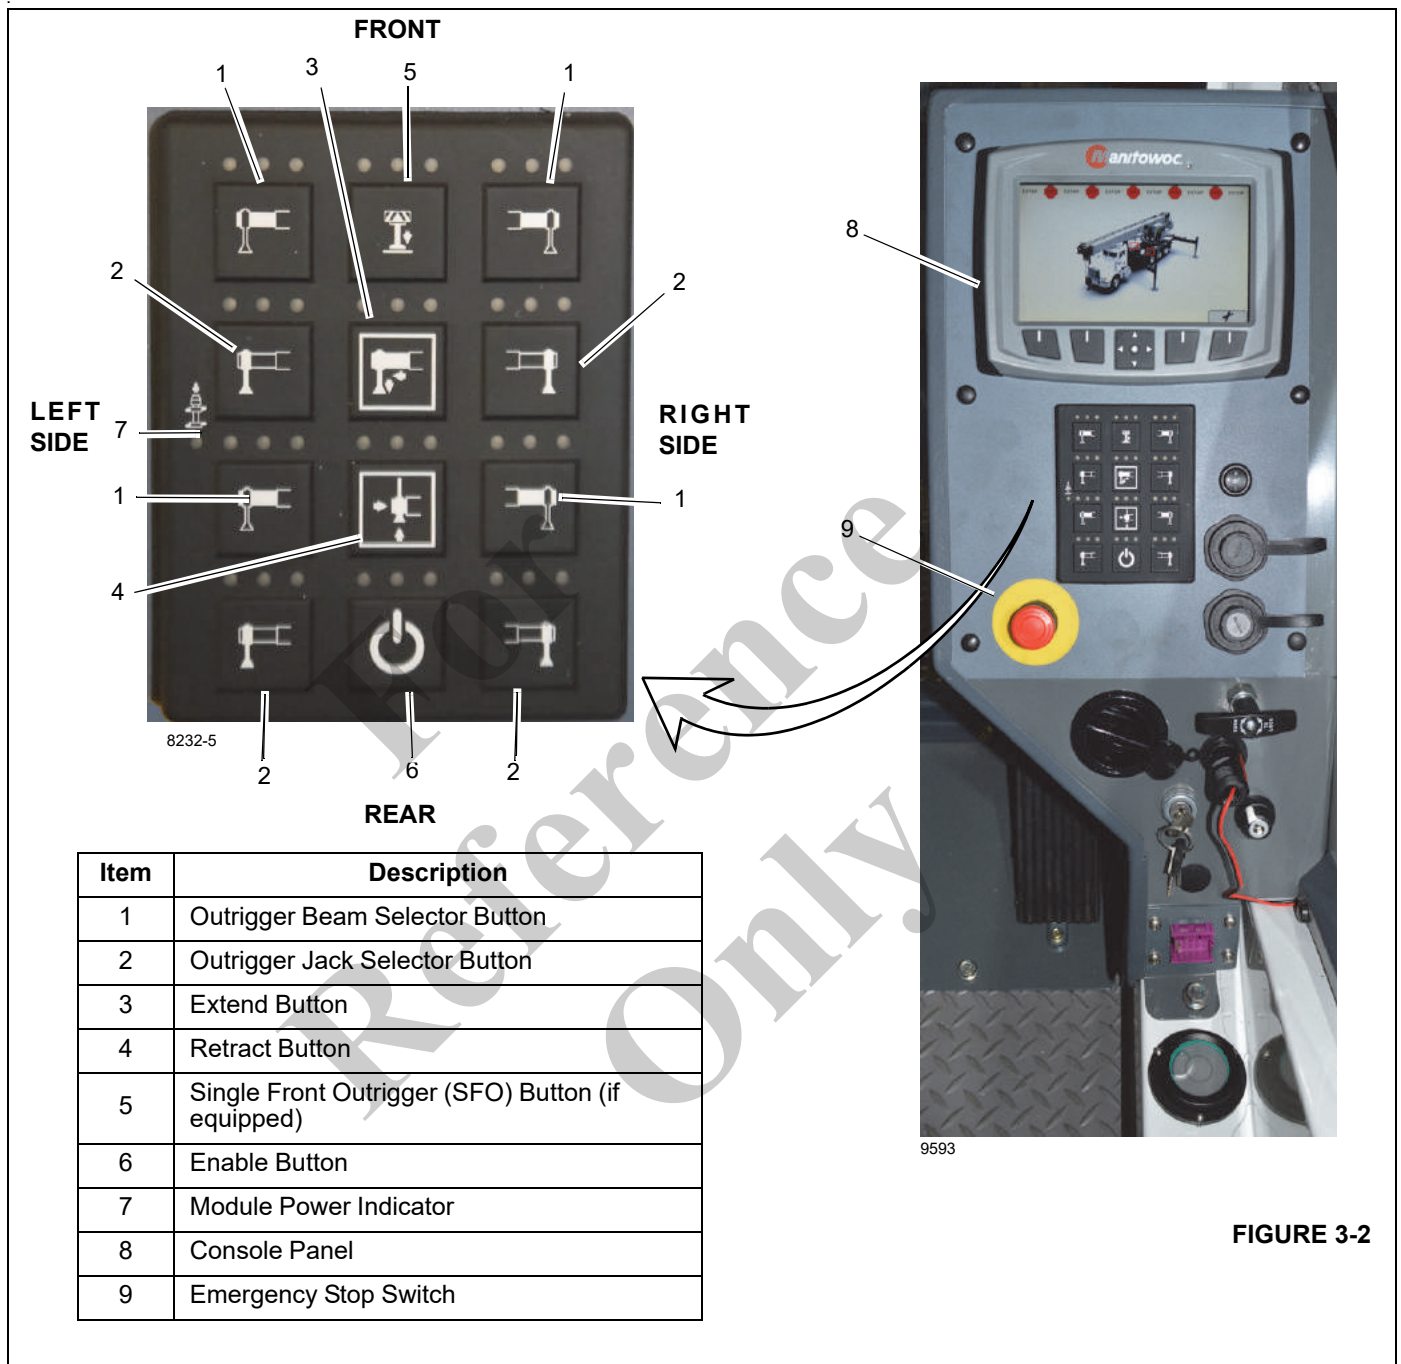 FRONT
1
3
5
1
2
2
LEFT
SIDE
7
RIGHT
SIDE
1
1
4
8232-5
2
6
2
REAR
Manitowoc
8
9
9593
Item Description
1 Outrigger Beam Selector Button
2 Outrigger Jack Selector Button
3 Extend Button
4 Retract Button
5 Single Front Outrigger (SFO) Button (if
equipped)
6 Enable Button
7 Module Power Indicator
8 Console Panel
9 Emergency Stop Switch
FIGURE 3-2
For
Reference
Only